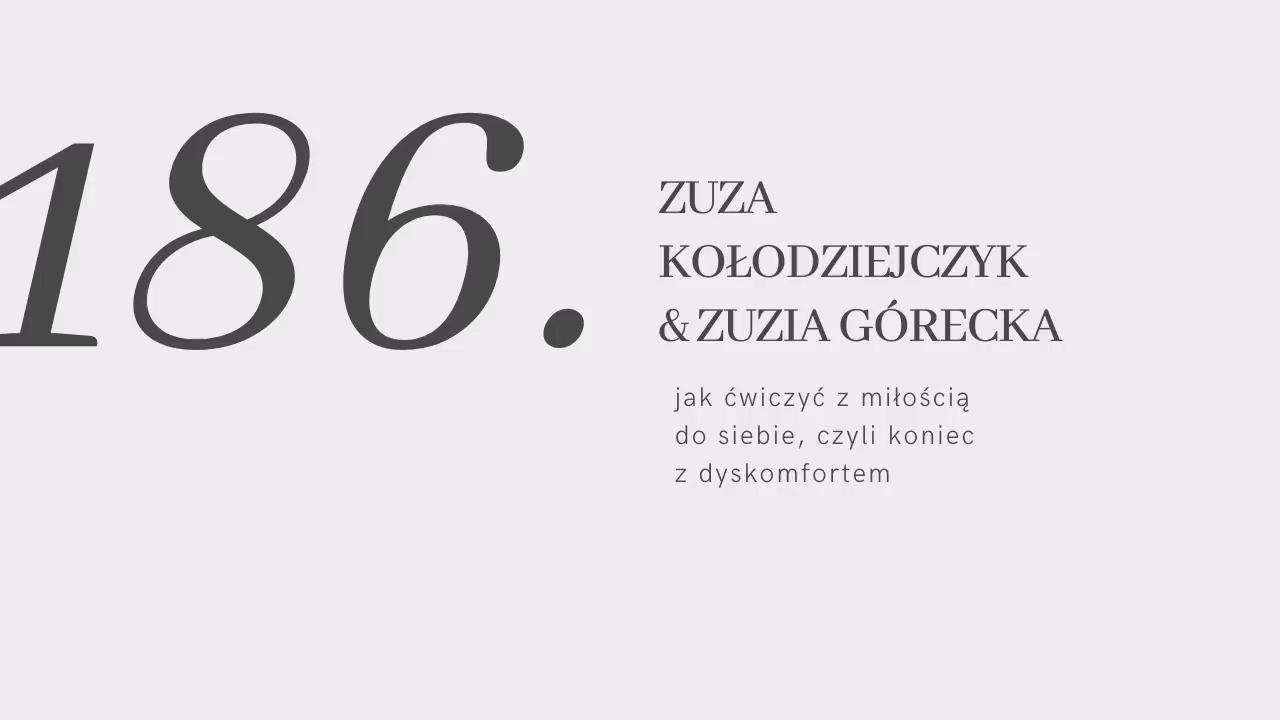 186.
ZUZA
KOŁODZIEJCZYK
& ZUZIA GÓRECKA
jak ćwiczyć z miłością
do siebie, czyli koniec
z dyskomfortem